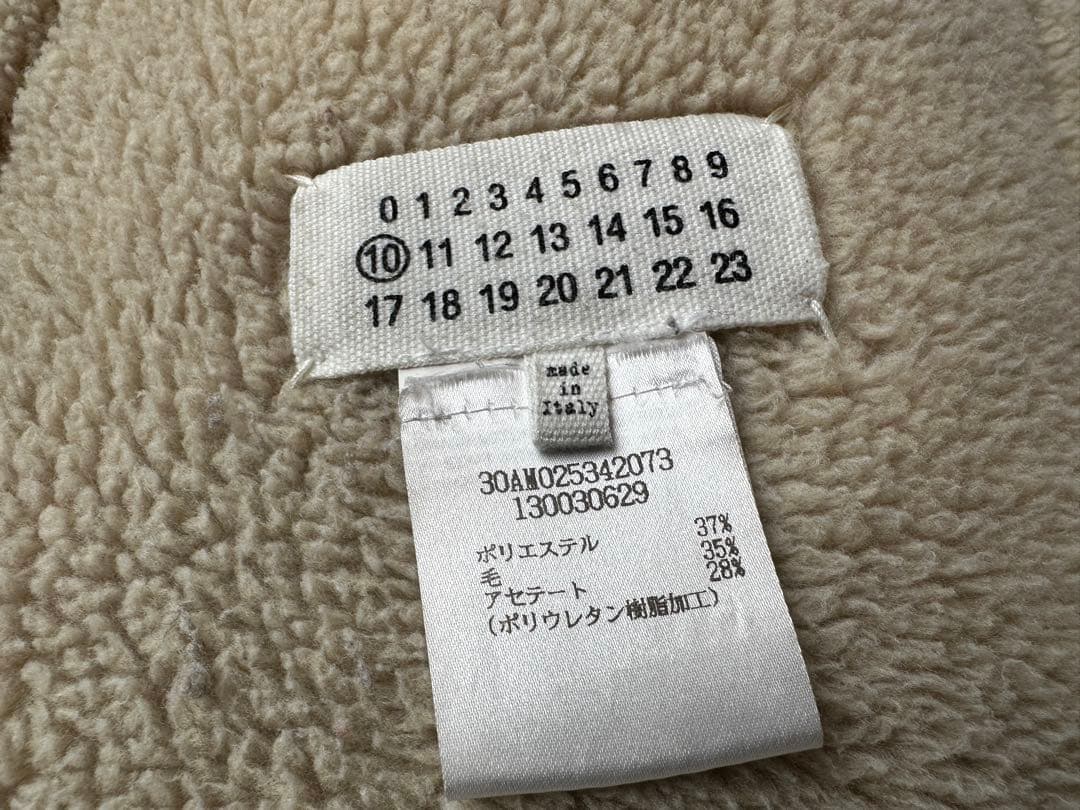 0 1 2 3 4 5 6 7 8 9
10 11 12 13 14 15 16
17 18 19 20 21 22 23
made
in
Italy
30AM025342073
130030629
ポリエステル 37%
毛 35%
アセテート 28%
(ポリウレタン樹脂加工)